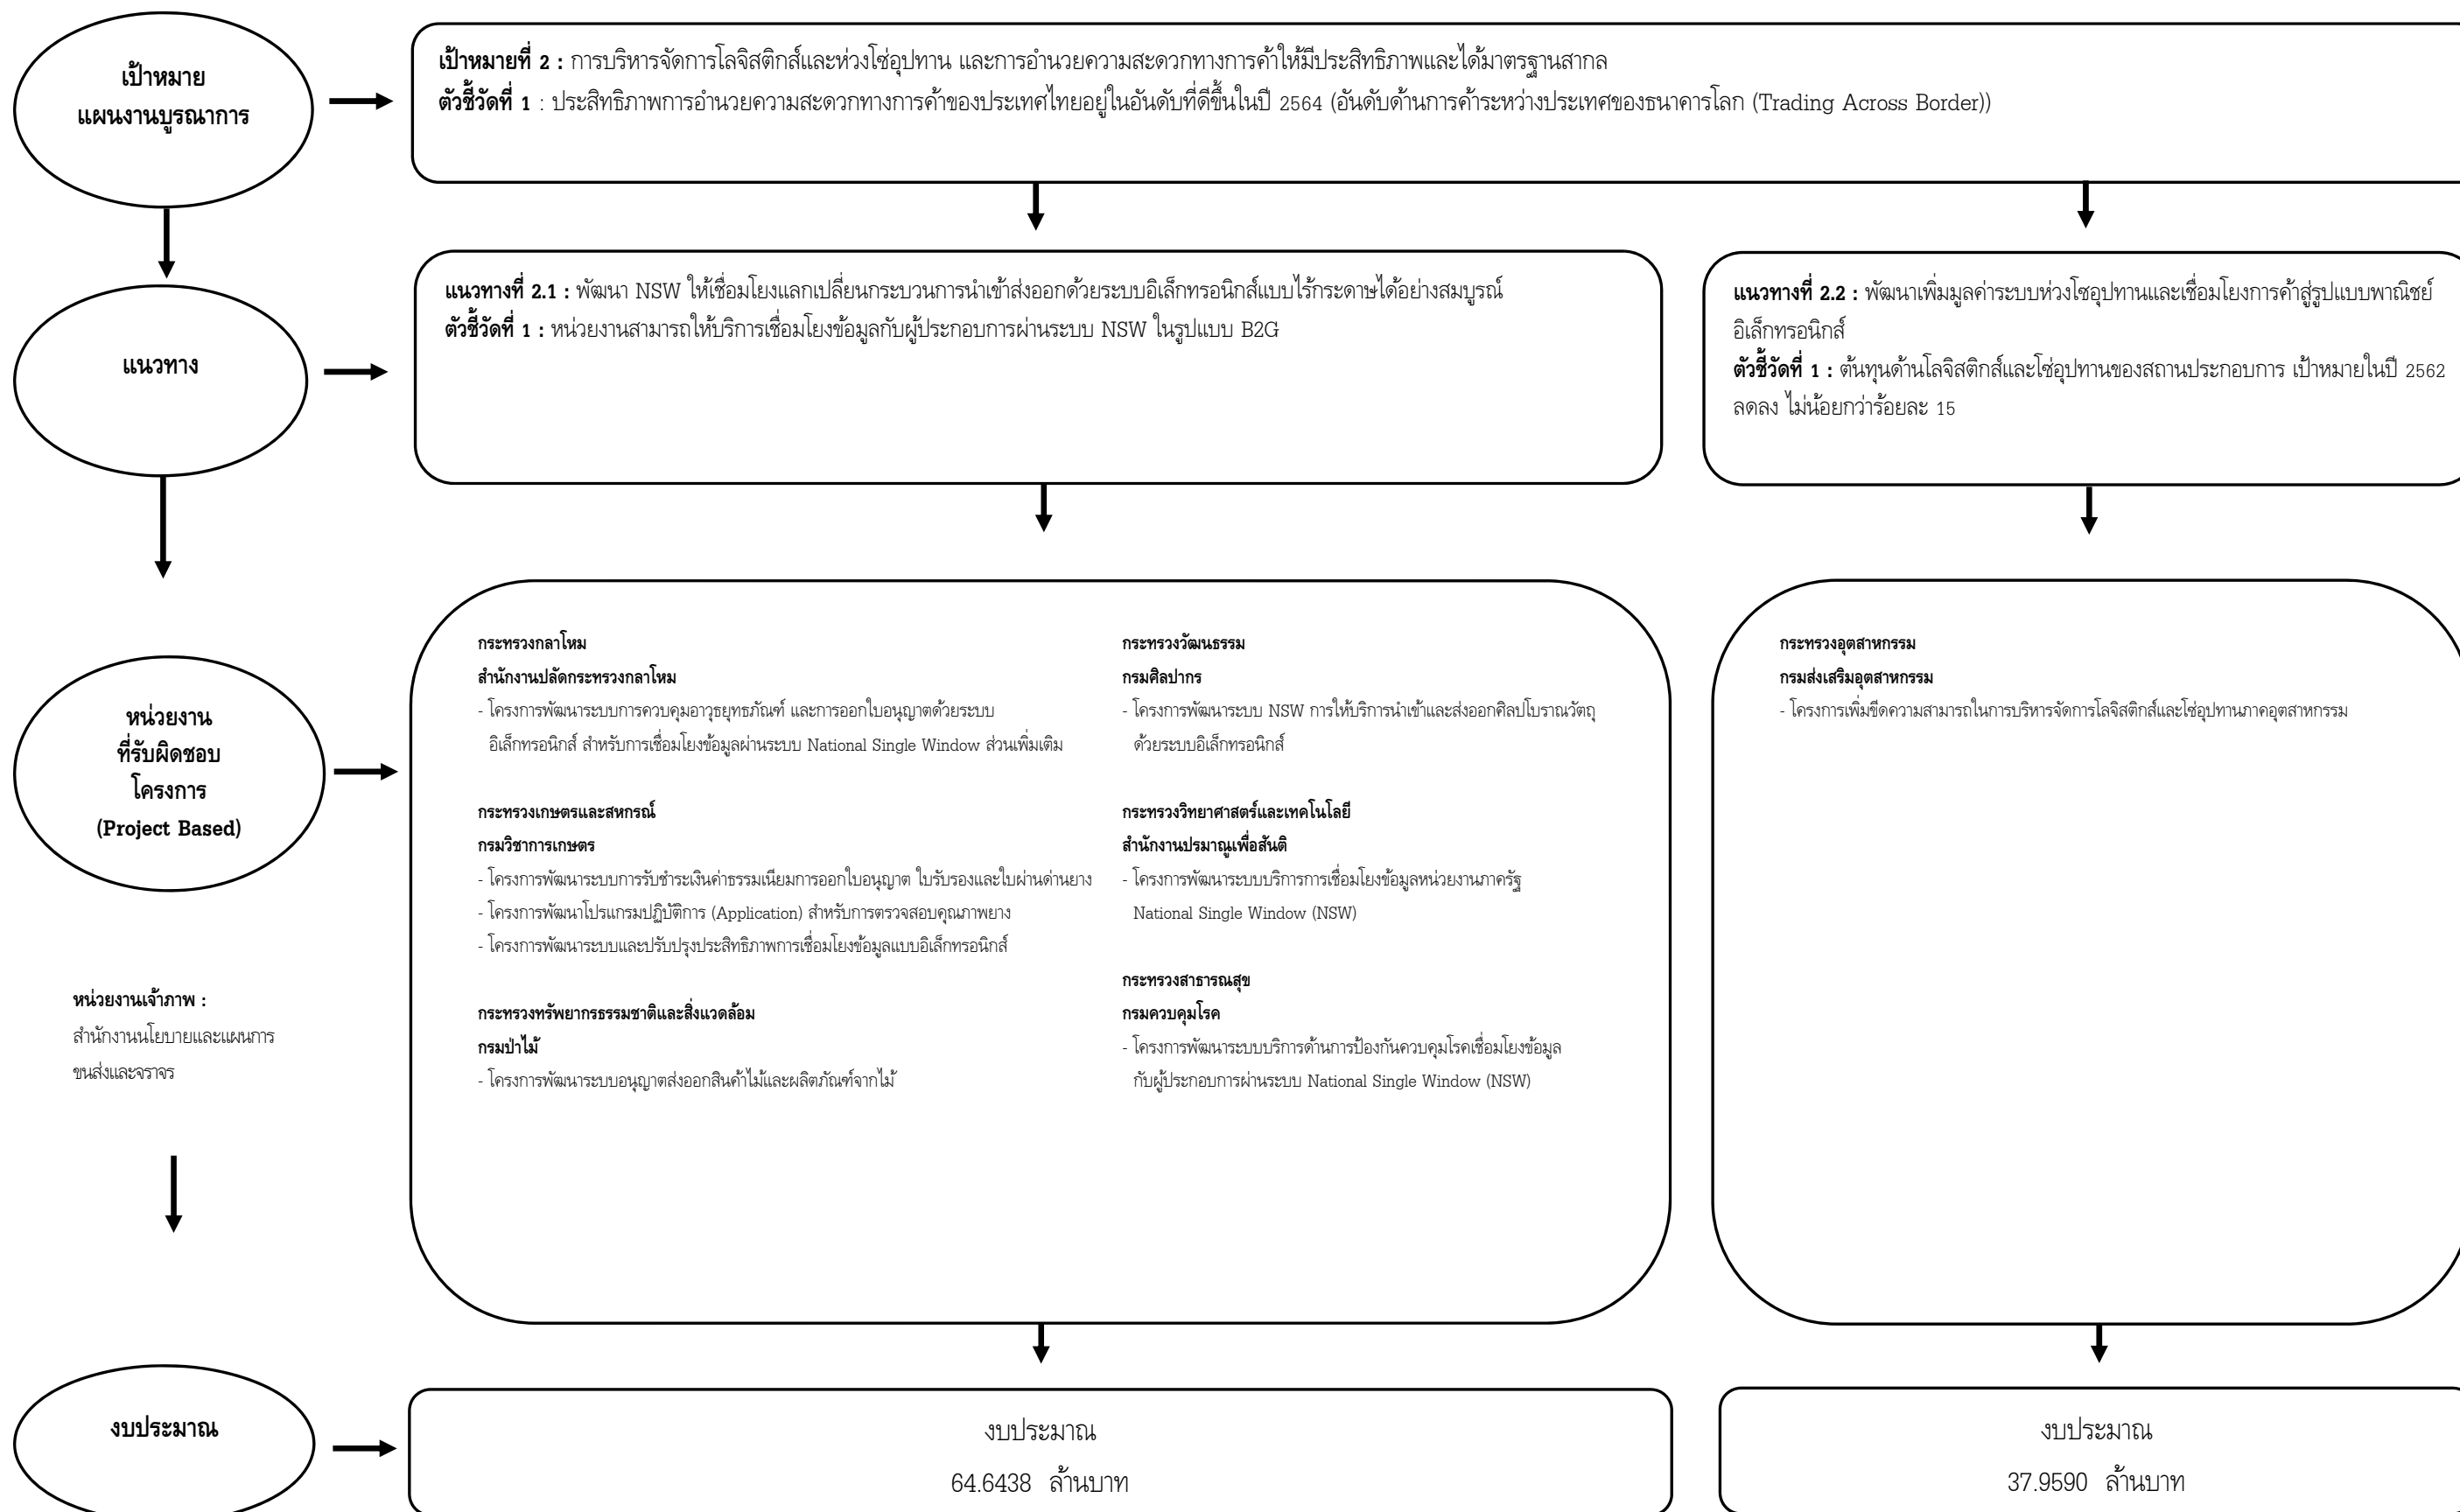 เป้าหมาย
แผนงานบูรณาการ
เป้าหมายที่ 2 : การบริหารจัดการโลจิสติกส์และห่วงโซ่อุปทาน และการอำนวยความสะดวกทางการค้าให้มีประสิทธิภาพและได้มาตรฐานสากล
ตัวชี้วัดที่ 1 : ประสิทธิภาพการอำนวยความสะดวกทางการค้าของประเทศไทยอยู่ในอันดับที่ดีขึ้นในปี 2564 (อันดับด้านการค้าระหว่างประเทศของธนาคารโลก (Trading Across Border))
แนวทาง
แนวทางที่ 2.1 : พัฒนา NSW ให้เชื่อมโยงแลกเปลี่ยนกระบวนการนำเข้าส่งออกด้วยระบบอิเล็กทรอนิกส์แบบไร้กระดาษได้อย่างสมบูรณ์
ตัวชี้วัดที่ 1 : หน่วยงานสามารถให้บริการเชื่อมโยงข้อมูลกับผู้ประกอบการผ่านระบบ NSW ในรูปแบบ B2G
แนวทางที่ 2.2 : พัฒนาเพิ่มมูลค่าระบบห่วงโซอุปทานและเชื่อมโยงการค้าสู่รูปแบบพาณิชย์
อิเล็กทรอนิกส์
ตัวชี้วัดที่ 1 : ต้นทุนด้านโลจิสติกส์และโซ่อุปทานของสถานประกอบการ เป้าหมายในปี 2562
ลดลง ไม่น้อยกว่าร้อยละ 15
หน่วยงาน
ที่รับผิดชอบ
โครงการ
(Project Based)
หน่วยงานเจ้าภาพ :
สำนักงานนโยบายและแผนการ
ขนส่งและจราจร
กระทรวงกลาโหม
สำนักงานปลัดกระทรวงกลาโหม
- โครงการพัฒนาระบบการควบคุมอาวุธยุทธภัณฑ์ และการออกใบอนุญาตด้วยระบบ
อิเล็กทรอนิกส์ สำหรับการเชื่อมโยงข้อมูลผ่านระบบ National Single Window ส่วนเพิ่มเติม
กระทรวงเกษตรและสหกรณ์
กรมวิชาการเกษตร
- โครงการพัฒนาระบบการรับชำระเงินค่าธรรมเนียมการออกใบอนุญาต ใบรับรองและใบผ่านด่านยาง
- โครงการพัฒนาโปรแกรมปฏิบัติการ (Application) สำหรับการตรวจสอบคุณภาพยาง
- โครงการพัฒนาระบบและปรับปรุงประสิทธิภาพการเชื่อมโยงข้อมูลแบบอิเล็กทรอนิกส์
กระทรวงทรัพยากรธรรมชาติและสิ่งแวดล้อม
กรมป่าไม้
- โครงการพัฒนาระบบอนุญาตส่งออกสินค้าไม้และผลิตภัณฑ์จากไม้
กระทรวงวัฒนธรรม
กรมศิลปากร
- โครงการพัฒนาระบบ NSW การให้บริการนำเข้าและส่งออกศิลปโบราณวัตถุ
ด้วยระบบอิเล็กทรอนิกส์
กระทรวงวิทยาศาสตร์และเทคโนโลยี
สำนักงานปรมาณูเพื่อสันติ
- โครงการพัฒนาระบบบริการการเชื่อมโยงข้อมูลหน่วยงานภาครัฐ
National Single Window (NSW)
กระทรวงสาธารณสุข
กรมควบคุมโรค
- โครงการพัฒนาระบบบริการด้านการป้องกันควบคุมโรคเชื่อมโยงข้อมูล
กับผู้ประกอบการผ่านระบบ National Single Window (NSW)
กระทรวงอุตสาหกรรม
กรมส่งเสริมอุตสาหกรรม
- โครงการเพิ่มขีดความสามารถในการบริหารจัดการโลจิสติกส์และโซ่อุปทานภาคอุตสาหกรรม
งบประมาณ
งบประมาณ
64.6438 ล้านบาท
งบประมาณ
37.9590 ล้านบาท